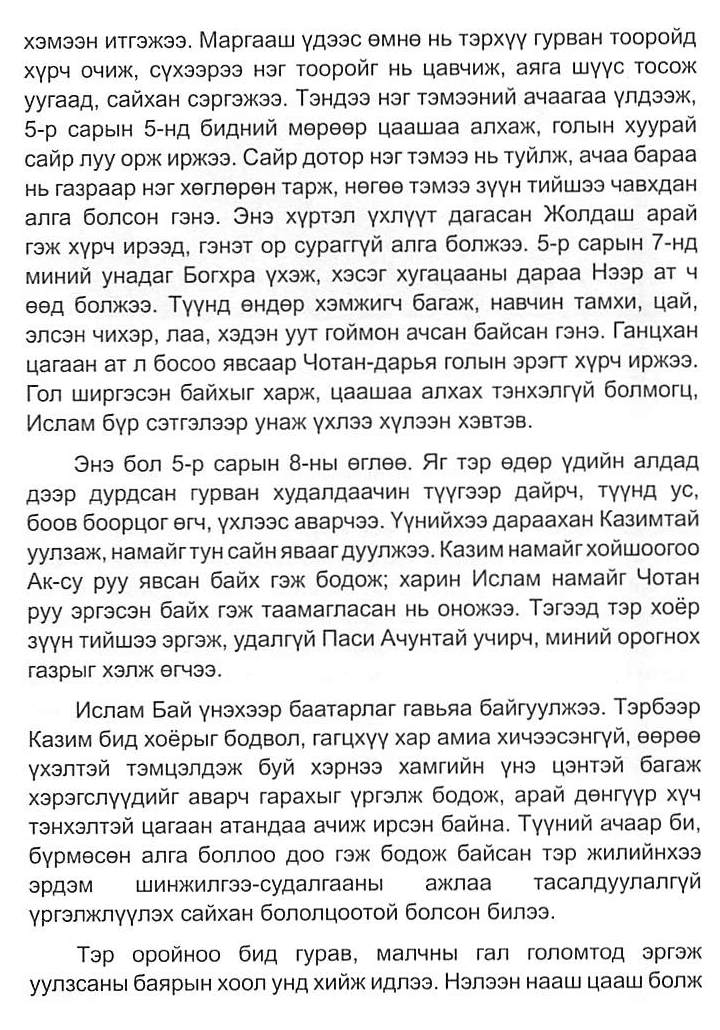 хэмээн итгэжээ. Маргааш үдээс өмнө нь тэрхүү гурван тооройд
хүрч очиж, сүхээрээ нэг тооройг нь цавчиж, аяга шүүс тосож
уугаад, сайхан сэргэжээ. Тэндээ нэг тэмээний ачаагаа үлдээж,
5-р сарын 5-нд бидний мөрөөр цаашаа алхаж, голын хуурай
сайр луу орж иржээ. Сайр дотор нэг тэмээ нь туйлж, ачаа бараа
нь газраар нэг хөглөрөн тарж, нөгөө тэмээ зүүн тийшээ чавхдан
алга болсон гэнэ. Энэ хүртэл үхлүүт дагасан Жолдаш арай
гэж хүрч ирээд, гэнэт ор сураггүй алга болжээ. 5-р сарын 7-нд
миний унадаг Богхра үхэж, хэсэг хугацааны дараа Нээр ат ч
өөд болжээ. Түүнд өндөр хэмжигч багаж, навчин тамхи, цай,
элсэн чихэр, лаа, хэдэн уут гоймон ачсан байсан гэнэ. Ганцхан
цагаан ат л босоо явсаар Чотан-дарья голын эрэгт хүрч иржээ.
Гол ширгэсэн байхыг харж, цаашаа алхах тэнхэлгүй болмогц,
Ислам бүр сэтгэлээр унаж үхлээ хүлээн хэвтэв.
Энэ бол 5-р сарын 8-ны өглөө. Яг тэр өдөр үдийн алдад
дээр дурдсан гурван худалдаачин түүгээр дайрч, түүнд ус,
боов боорцог өгч, үхлээс аварчээ. Үүнийхээ дараахан Казимтай
уулзаж, намайг тун сайн явааг дуулжээ. Казим намайг хойшоогоо
Ак-су руу явсан байх гэж бодож; харин Ислам намайг Чотан
руу эргэсэн байх гэж таамагласан нь оножээ. Тэгээд тэр хоёр
зүүн тийшээ эргэж, удалгүй Паси Ачунтай учирч, миний орогнох
газрыг хэлж өгчээ.
Ислам Бай үнэхээр баатарлаг гавьяа байгуулжээ. Тэрбээр
Казим бид хоёрыг бодвол, гагцхүү хар амиа хичээсэнгүй, өөрөө
үхэлтэй тэмцэлдэж буй хэрнээ хамгийн үнэ цэнтэй багаж
хэрэгслүүдийг аварч гарахыг үргэлж бодож, арай дөнгүүр хүч
тэнхэлтэй цагаан атандаа ачиж ирсэн байна. Түүний ачаар би,
бүрмөсөн алга боллоо доо гэж бодож байсан тэр жилийнхээ
эрдэм шинжилгээ-судалгааны ажлаа тасалдуулалгүй
үргэлжлүүлэх сайхан бололцоотой болсон билээ.
Тэр оройноо бид гурав, малчны гал голомтод эргэж
уулзсаны баярын хоол унд хийж идлээ. Нэлээн нааш цааш болж